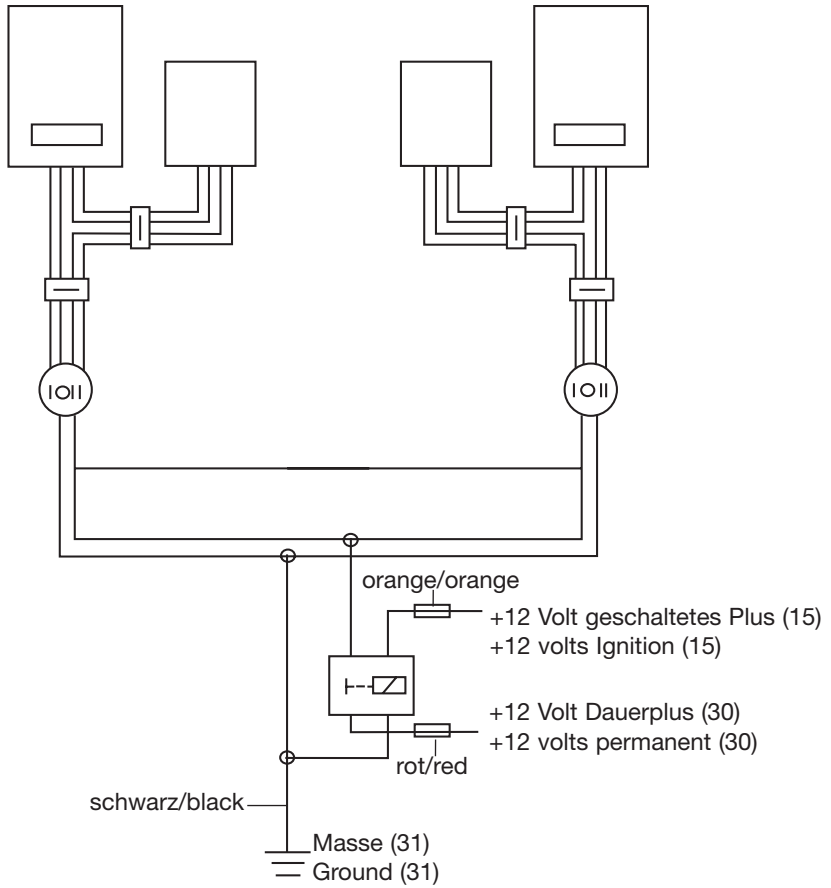 orange/orange
+12 Volt geschaltetes Plus (15)
+12 volts Ignition (15)
+12 Volt Dauerplus (30)
+12 volts permanent (30)
rot/red
schwarz/black
Masse (31)
Ground (31)